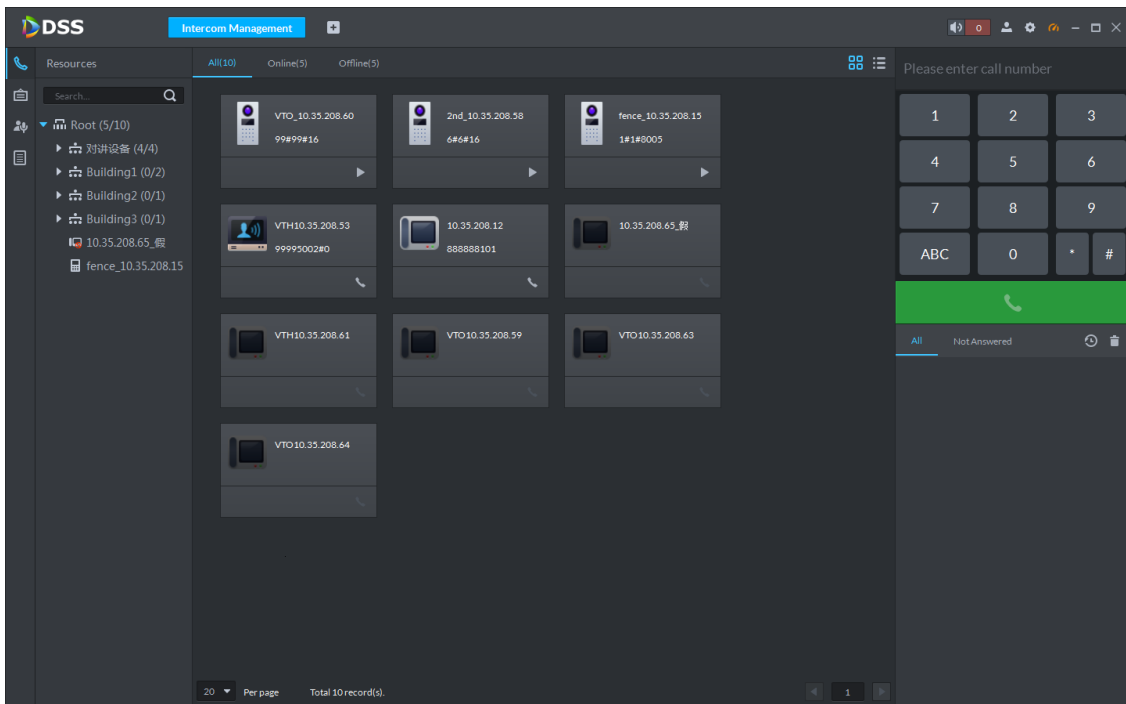 DSS
Intercom Management
0
Resources
All(10)
Online(5)
Offline(5)
Please enter call number
Search...
Root (5/10)
对讲设备 (4/4)
Building1 (0/2)
Building2 (0/1)
Building3 (0/1)
10.35.208.65_假
fence_10.35.208.15
VTO_10.35.208.60
99#99#16
2nd_10.35.208.58
6#6#16
fence_10.35.208.15
1#1#8005
VTH10.35.208.53
99995002#0
10.35.208.12
888888101
10.35.208.65_假
VTH10.35.208.61
VTO10.35.208.59
VTO10.35.208.63
VTO10.35.208.64
1 2 3
4 5 6
7 8 9
ABC 0 * #
All
Not Answered
20
Per page
Total 10 record(s).
1